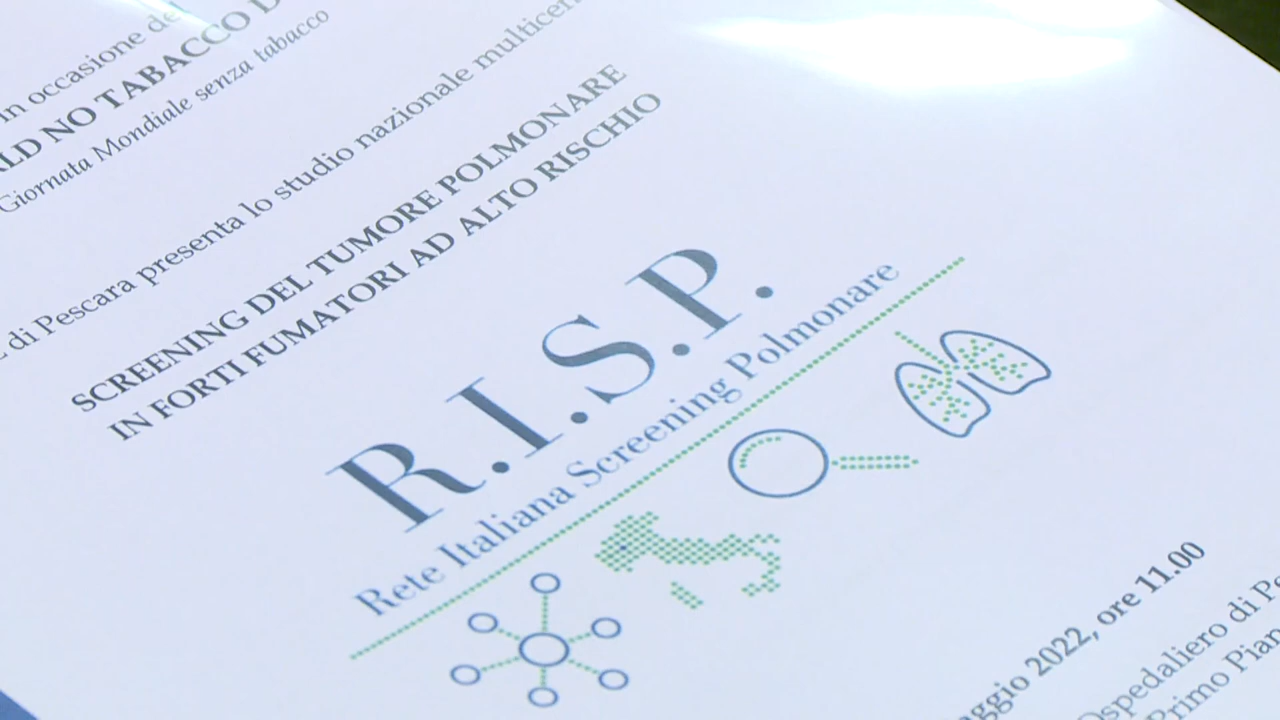 in occasione de
NO TABACCO D
Giornata Mondiale senza tabacco
di Pescara presenta lo studio nazionale multicen
SCREENING DEL TUMORE POLMONARE
IN FORTI FUMATORI AD ALTO RISCHIO
R.I.S.P.
Rete Italiana Screening Polmonare
aggio 2022, ore 11.00
Ospedaliero di Pe
Primo Pian